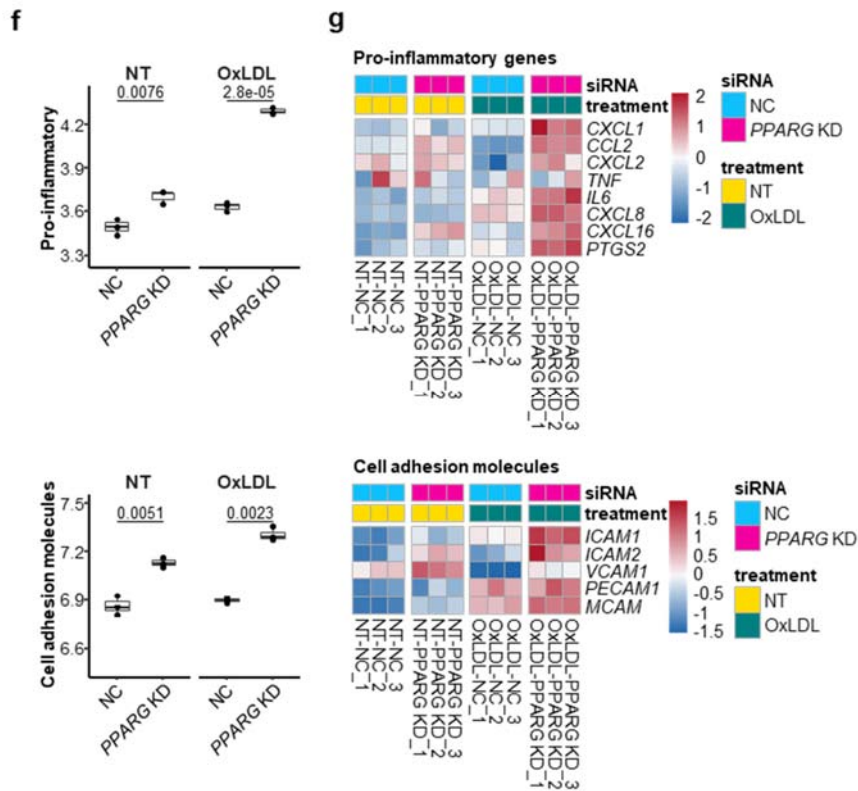 f
NT
OxLDL
0.0076
2.8e-05
Pro-inflammatory
4.2
3.9
3.6
3.3
NC
PPARG KD
NC
PPARG KD
g
Pro-inflammatory genes
siRNA
treatment
CXCL1
CCL2
CXCL2
TNF
IL6
CXCL8
CXCL16
PTGS2
NT-NC_1
NT-NC_2
NT-NC_3
NT-PPARG KD_1
NT-PPARG KD_2
NT-PPARG KD_3
OxLDL-NC_1
OxLDL-NC_2
OxLDL-NC_3
OxLDL-PPARG KD_1
OxLDL-PPARG KD_2
OxLDL-PPARG KD_3
2
1
0
-1
-2
siRNA
NC
PPARG KD
treatment
NT
OxLDL
NT
OxLDL
0.0051
0.0023
Cell adhesion molecules
7.5
7.2
6.9
6.6
NC
PPARG KD
NC
PPARG KD
Cell adhesion molecules
siRNA
treatment
ICAM1
ICAM2
VCAM1
PECAM1
MCAM
NT-NC_1
NT-NC_2
NT-NC_3
NT-PPARG KD_1
NT-PPARG KD_2
NT-PPARG KD_3
OxLDL-NC_1
OxLDL-NC_2
OxLDL-NC_3
OxLDL-PPARG KD_1
OxLDL-PPARG KD_2
OxLDL-PPARG KD_3
1.5
1
0.5
0
-0.5
-1
-1.5
siRNA
NC
PPARG KD
treatment
NT
OxLDL